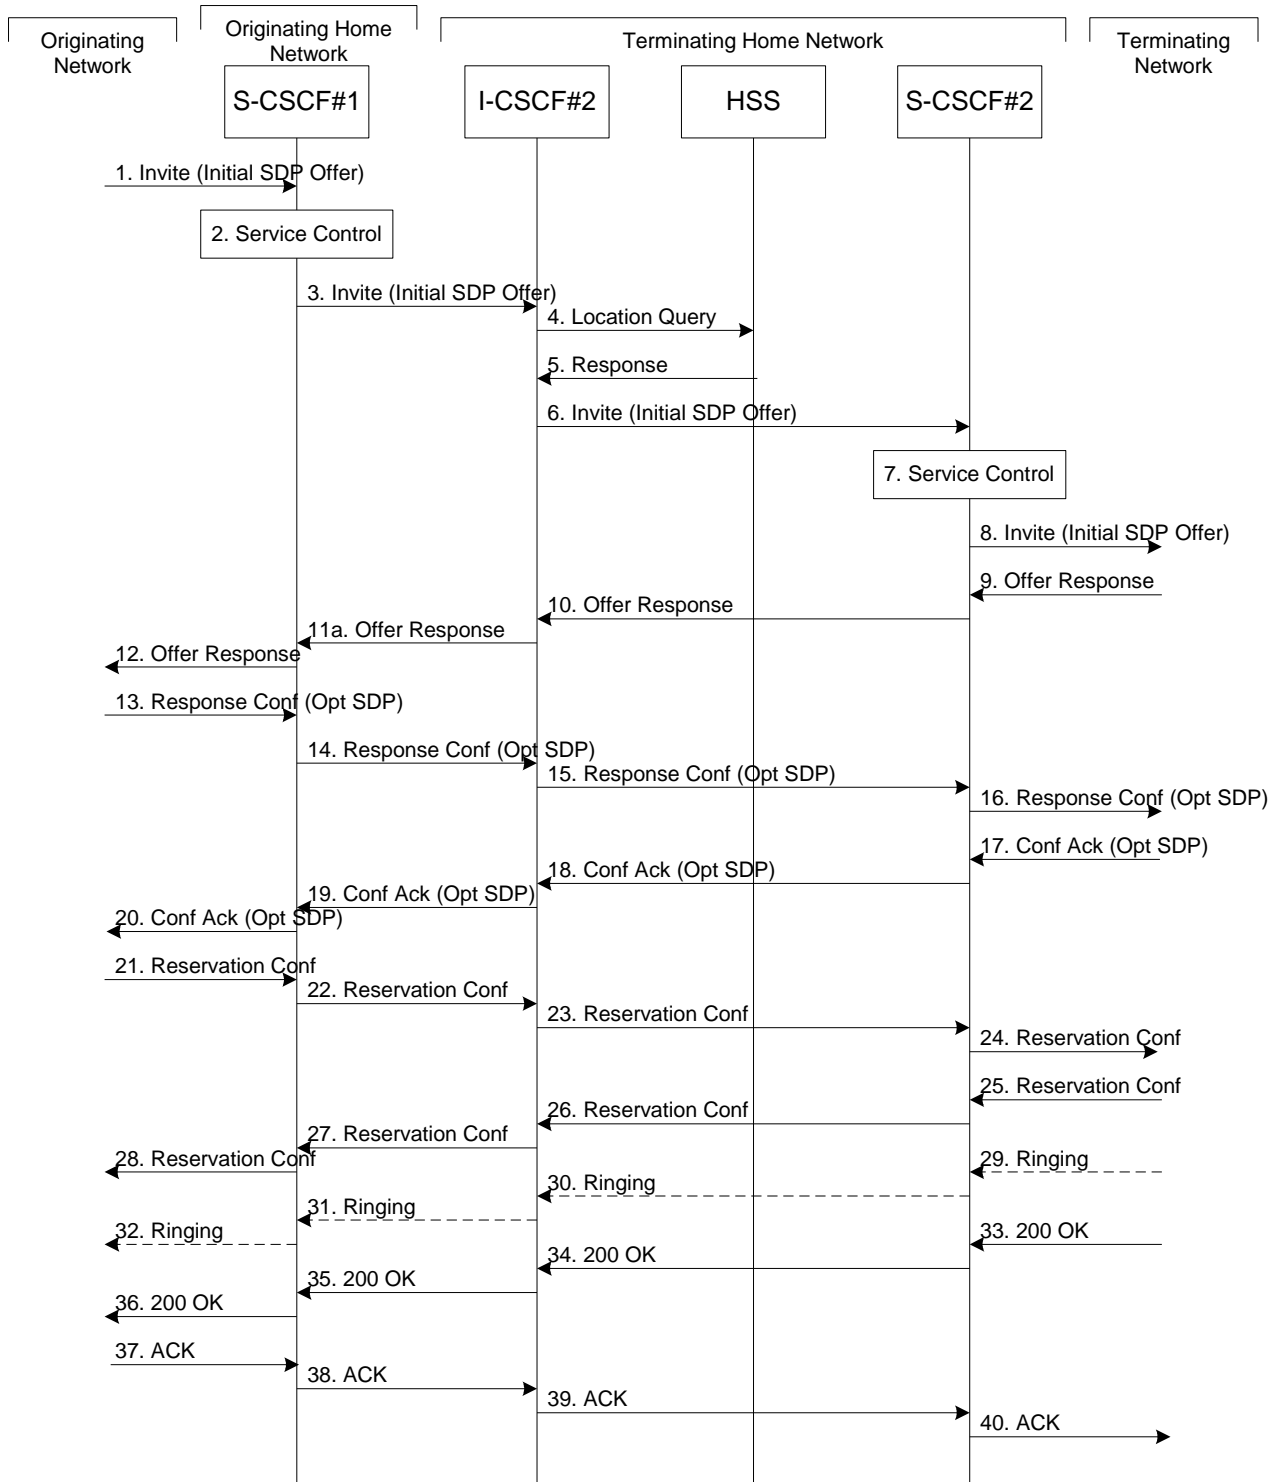 Originating
Network
Originating Home
Network
Terminating Home Network
Terminating
Network
S-CSCF#1
I-CSCF#2
HSS
S-CSCF#2
1. Invite (Initial SDP Offer)
2. Service Control
3. Invite (Initial SDP Offer)
4. Location Query
5. Response
6. Invite (Initial SDP Offer)
7. Service Control
8. Invite (Initial SDP Offer)
9. Offer Response
10. Offer Response
11a. Offer Response
12. Offer Response
13. Response Conf (Opt SDP)
14. Response Conf (Opt SDP)
15. Response Conf (Opt SDP)
16. Response Conf (Opt SDP)
17. Conf Ack (Opt SDP)
18. Conf Ack (Opt SDP)
19. Conf Ack (Opt SDP)
20. Conf Ack (Opt SDP)
21. Reservation Conf
22. Reservation Conf
23. Reservation Conf
24. Reservation Conf
25. Reservation Conf
26. Reservation Conf
27. Reservation Conf
28. Reservation Conf
29. Ringing
30. Ringing
31. Ringing
32. Ringing
33. 200 OK
34. 200 OK
35. 200 OK
36. 200 OK
37. ACK
38. ACK
39. ACK
40. ACK